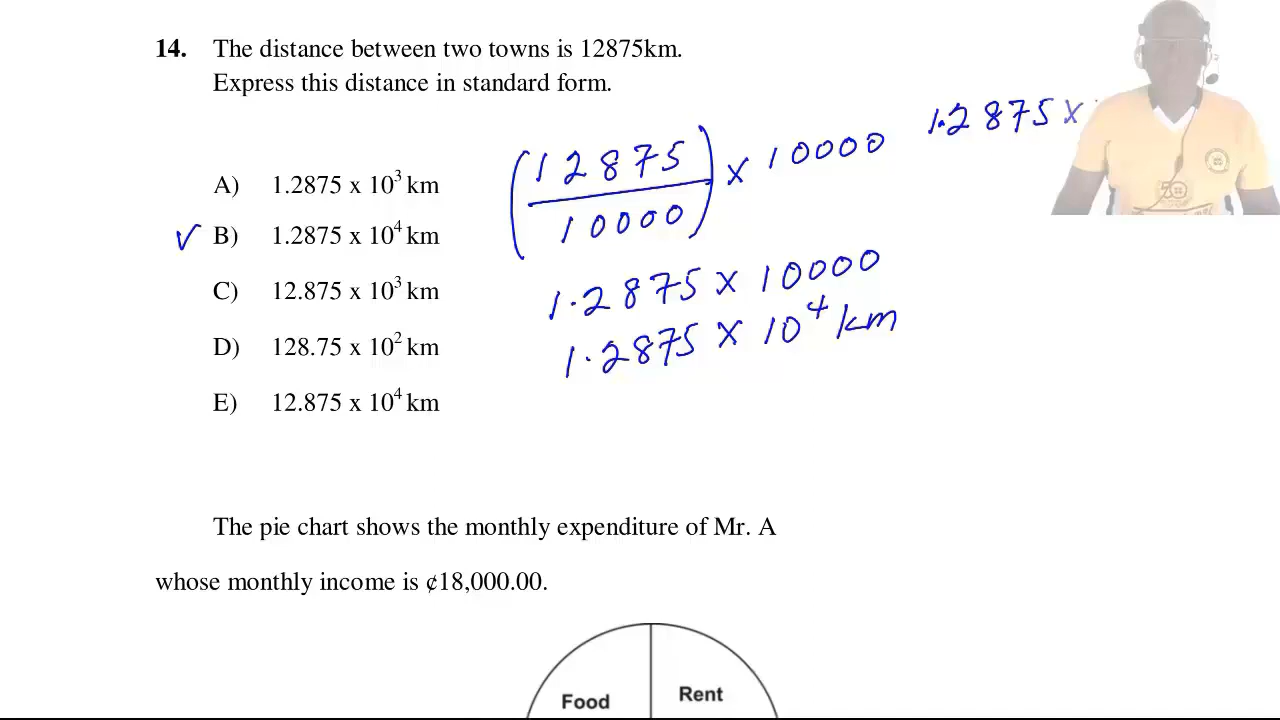 14. The distance between two towns is 12875km.
Express this distance in standard form.
A) 1.2875 x 10³ km
✓ B) 1.2875 x 10⁴ km
C) 12.875 x 10³ km
D) 128.75 x 10² km
E) 12.875 x 10⁴ km
(12875
10000) x 10000
1.2875 x 10000
1.2875 x 10⁴ km
1.2875 x
50
The pie chart shows the monthly expenditure of Mr. A
whose monthly income is ¢18,000.00.
Food
Rent